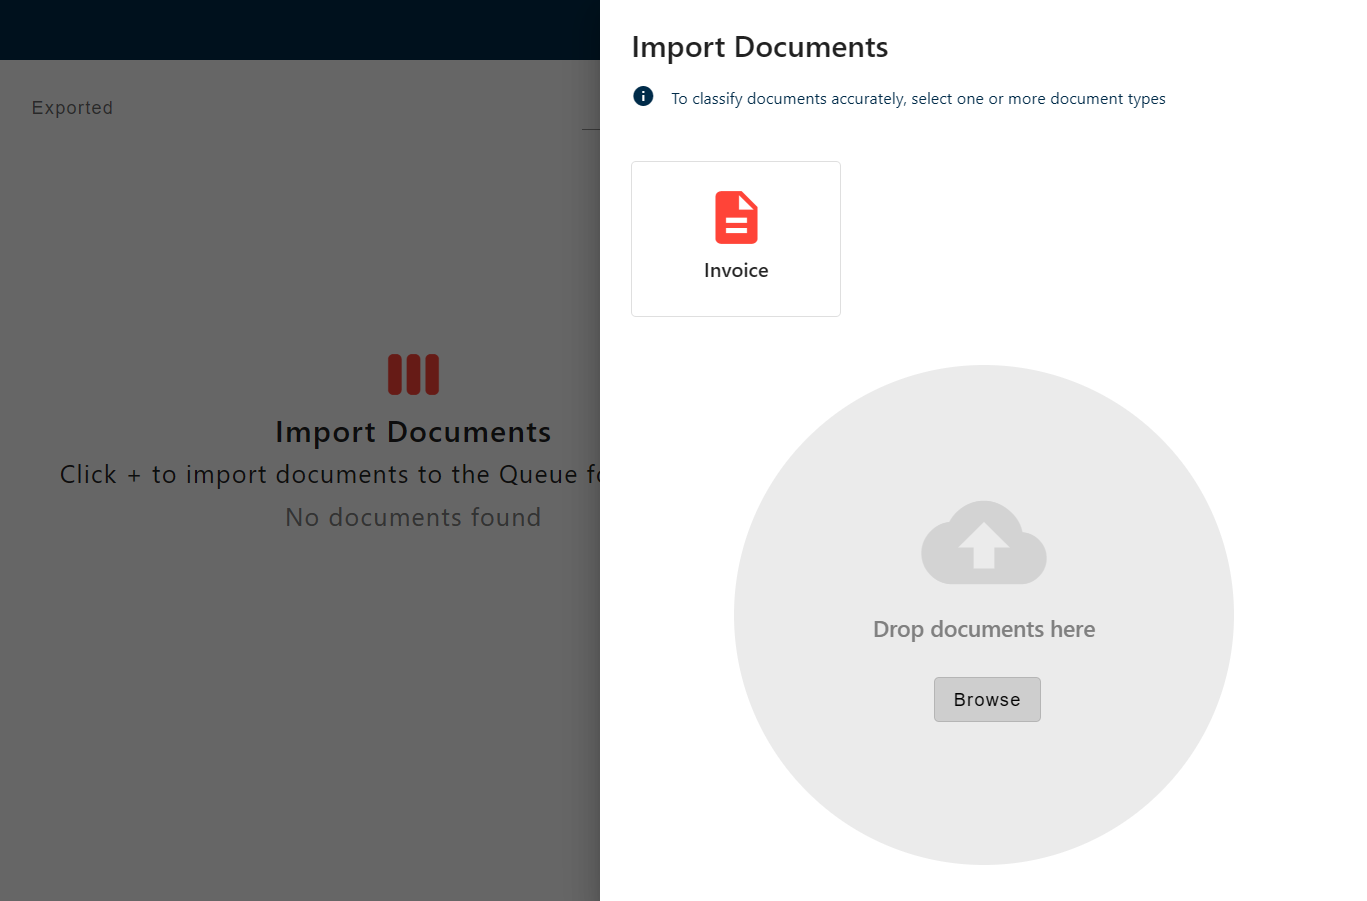 Exported
Import Documents
Click + to import documents to the Queue
No documents found
Import Documents
To classify documents accurately, select one or more document types
Invoice
Drop documents here
Browse